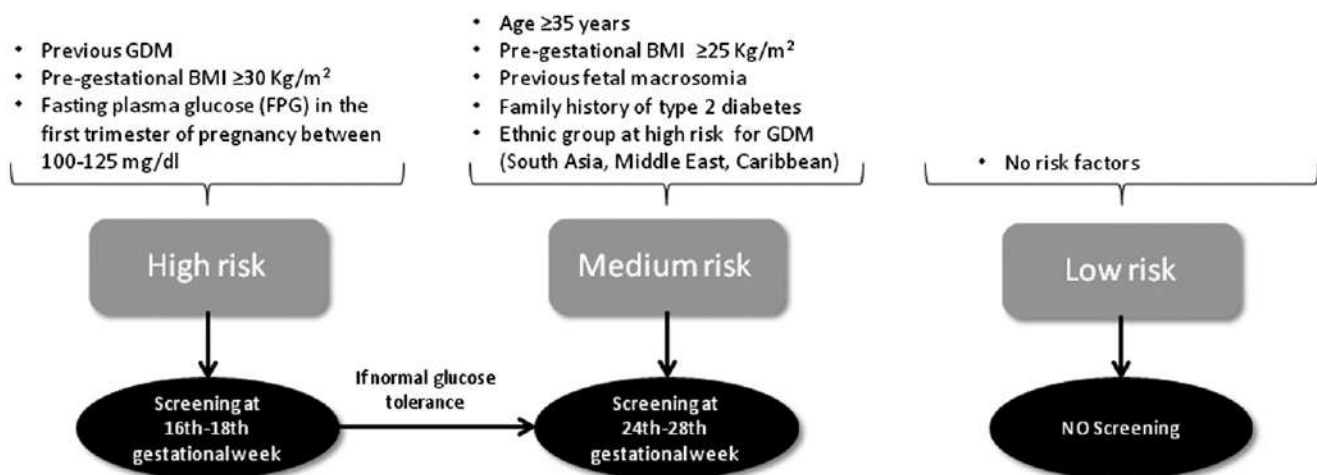 • Previous GDM
• Pre-gestational BMI ≥30 Kg/m²
• Fasting plasma glucose (FPG) in the
first trimester of pregnancy between
100-125 mg/dl
• Age ≥35 years
• Pre-gestational BMI ≥25 Kg/m²
• Previous fetal macrosomia
• Family history of type 2 diabetes
• Ethnic group at high risk for GDM
(South Asia, Middle East, Caribbean)
• No risk factors
High risk
Medium risk
Low risk
Screening at
16th-18th
gestational week
If normal glucose
tolerance
Screening at
24th-28th
gestational week
NO Screening